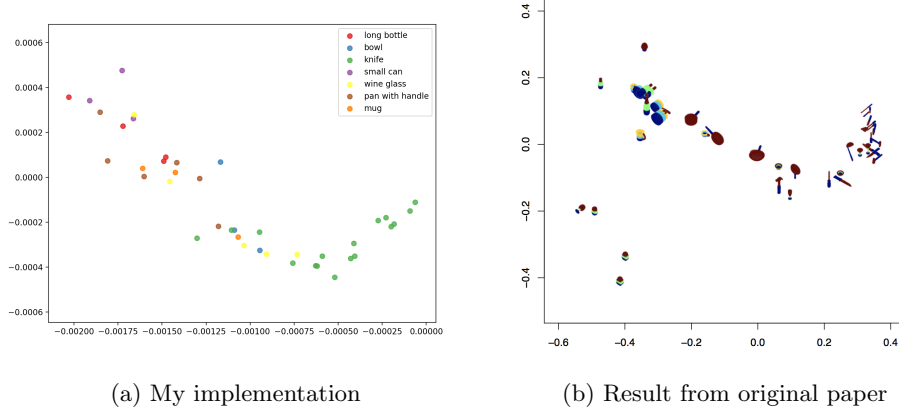 0.0006
0.0004
0.0002
0.0000
−0.0002
−0.0004
−0.0006
−0.00200 −0.00175 −0.00150 −0.00125 −0.00100 −0.00075 −0.00050 −0.00025 0.00000
long bottle
bowl
knife
small can
wine glass
pan with handle
mug
0.4
0.2
0.0
−0.2
−0.4
−0.6 −0.4 −0.2 0.0 0.2 0.4
(a) My implementation
(b) Result from original paper